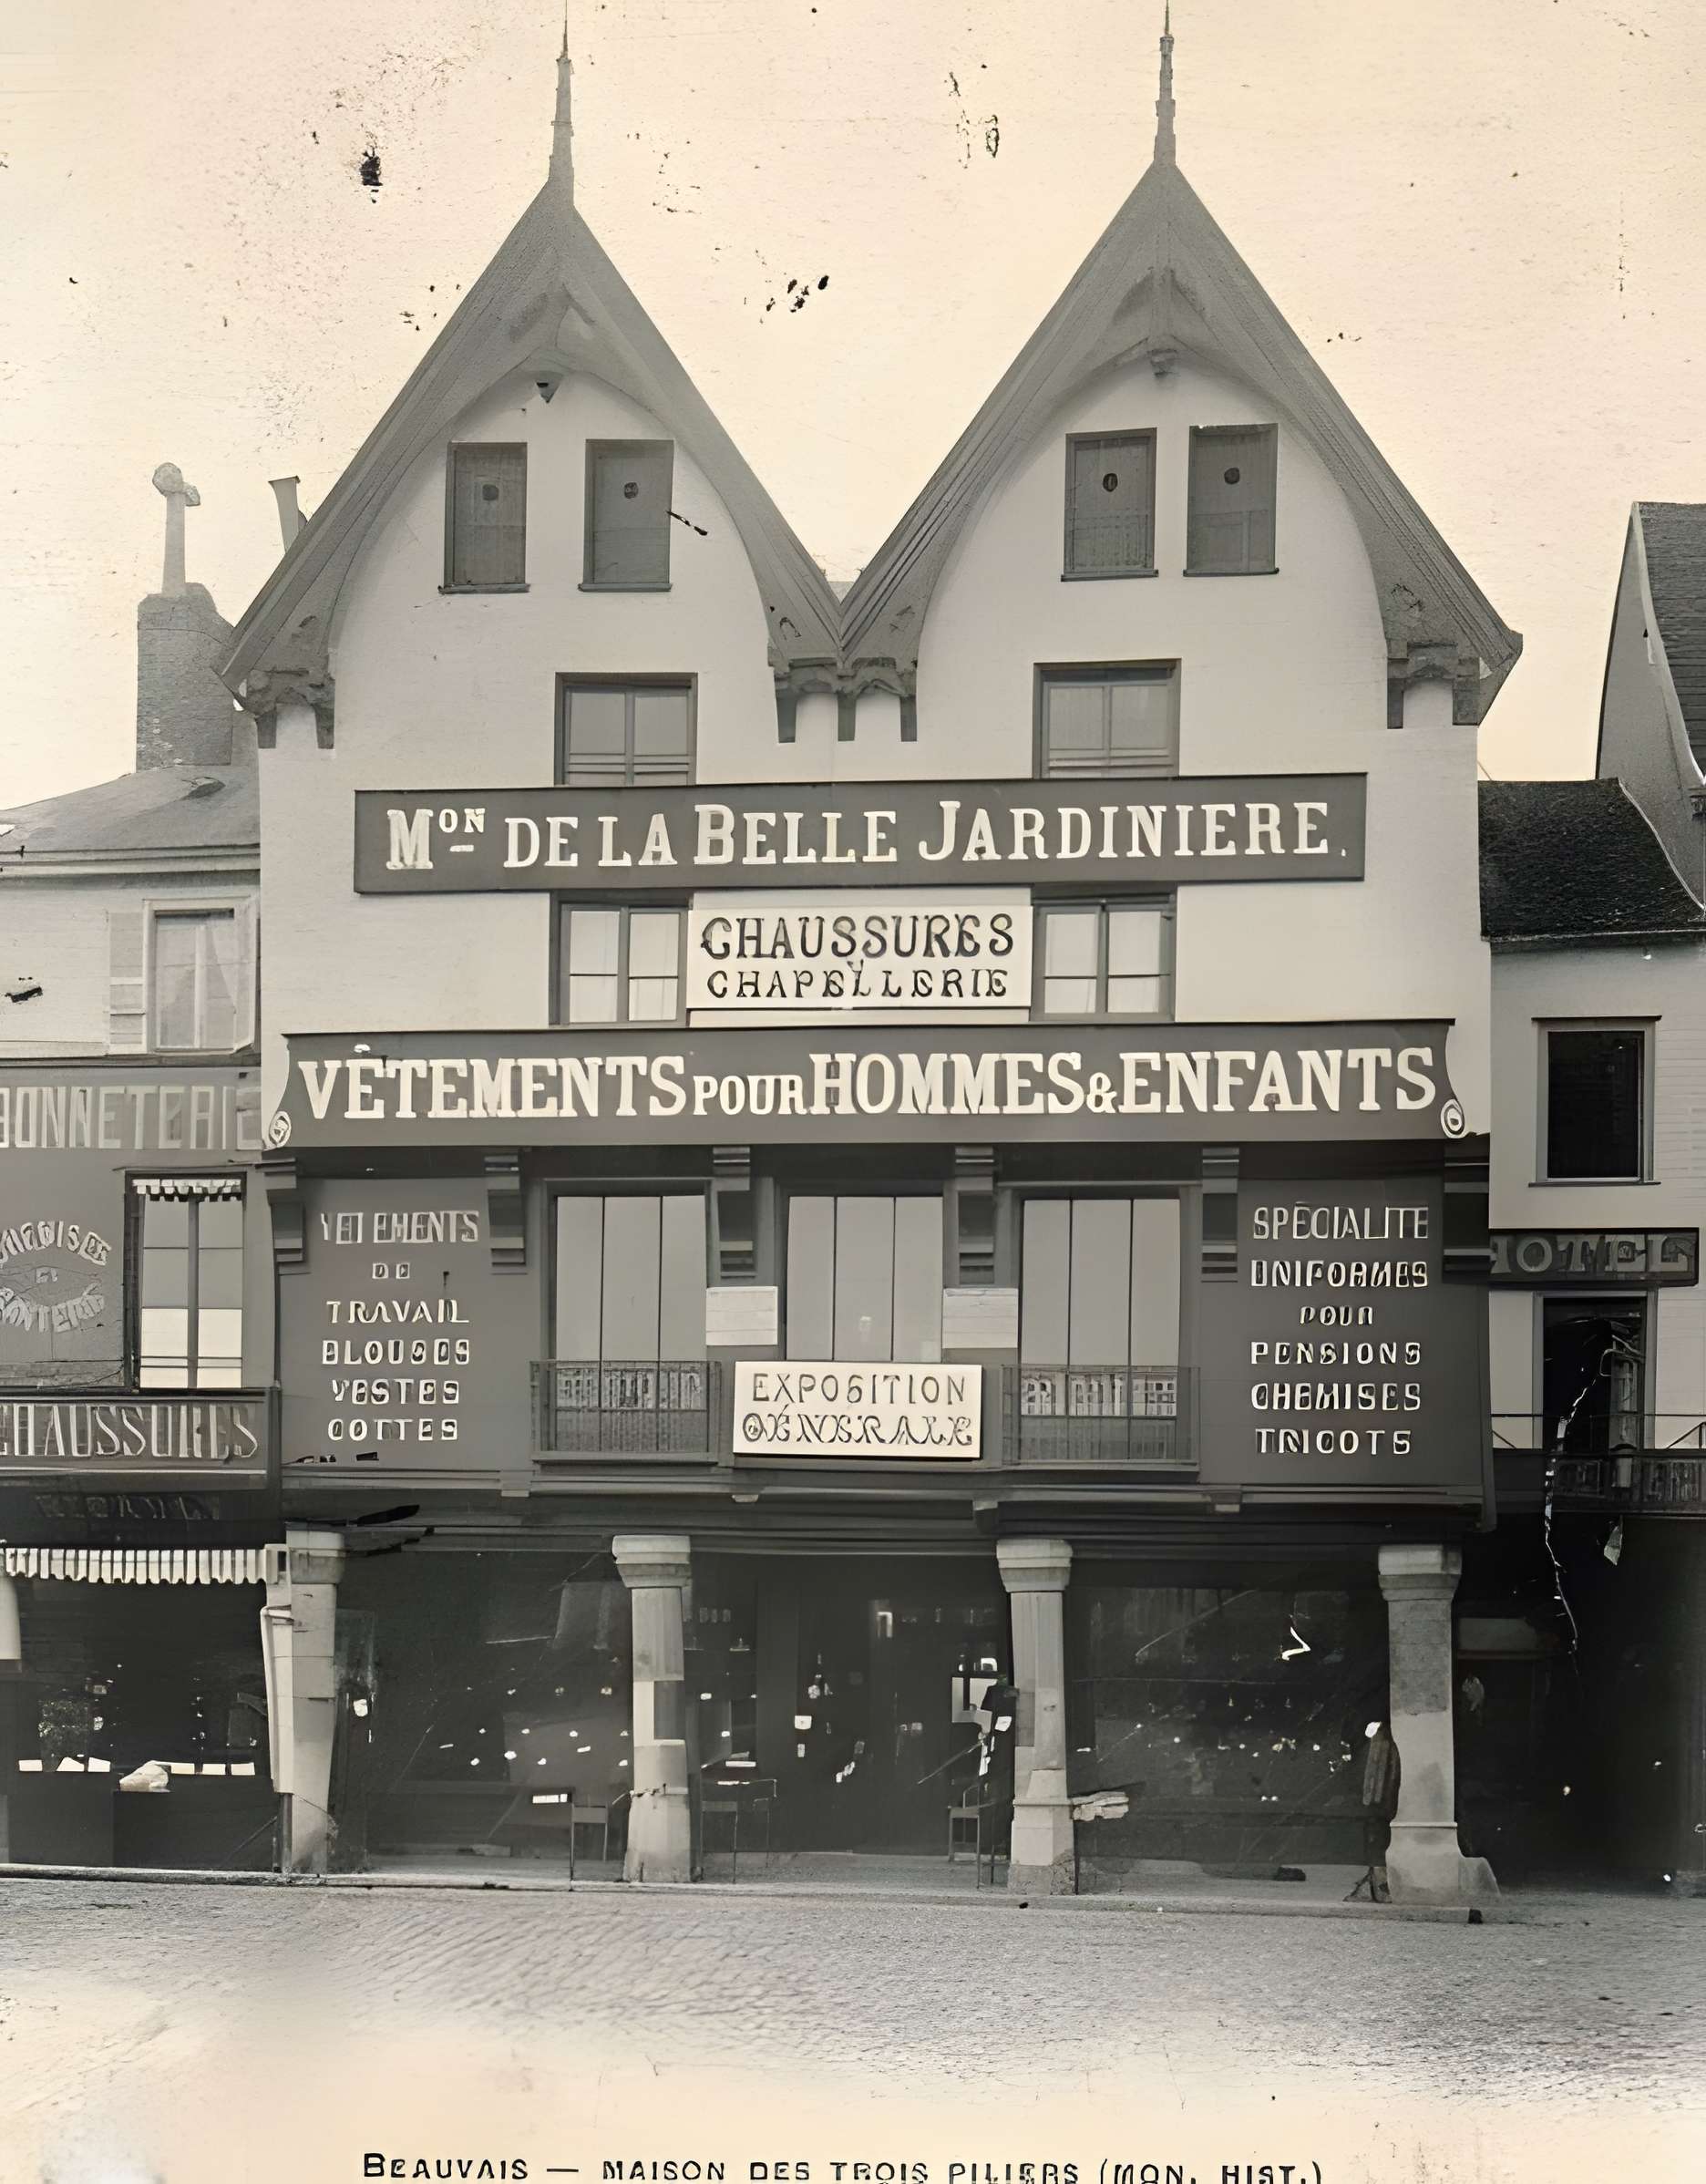 Mᴼᴺ DE LA BELLE JARDINIERE.
CHAUSSURES
CHAPELLERIE
VÊTEMENTS POUR HOMMES & ENFANTS
BONNETERIE
VETEMENTS
DE
TRAVAIL
BLOUSES
VESTES
COTTES
EXPOSITION
GÉNÉRALE
SPÉCIALITÉ
UNIFORMES
POUR
PENSIONS
CHEMISES
TRICOTS
HOTEL
CHAUSSURES
BEAUVAIS — MAISON DES TROIS PILIERS (MON. HIST.)